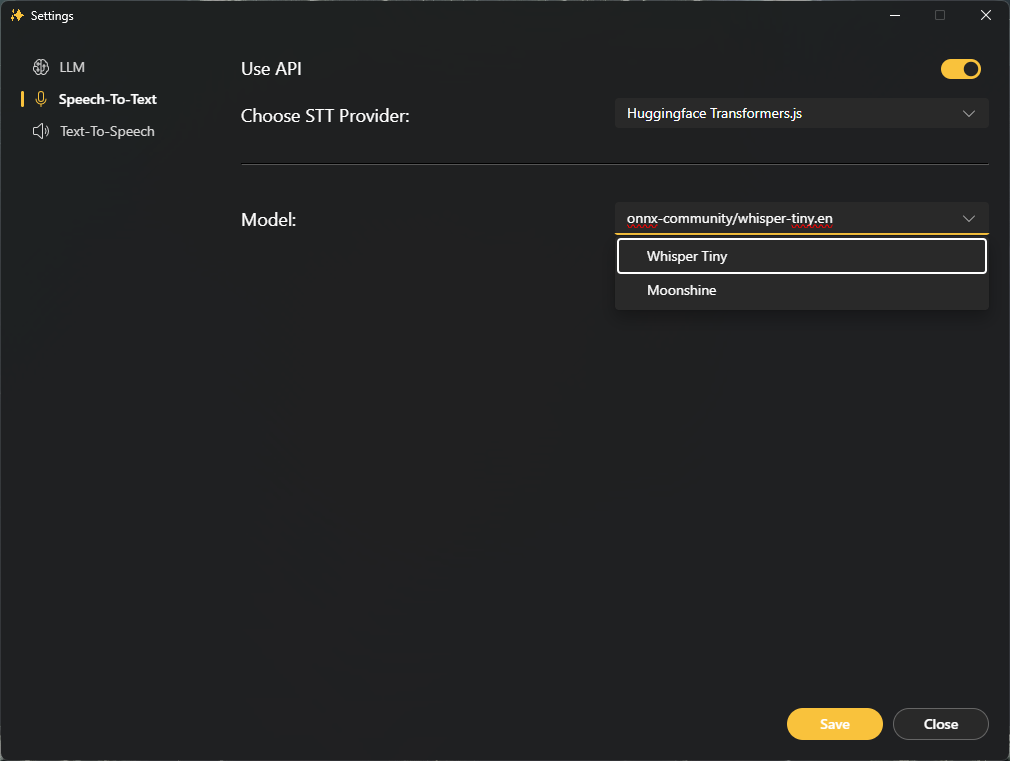 Settings
LLM
Speech-To-Text
Text-To-Speech
Use API
Choose STT Provider:
Huggingface Transformers.js
Model:
onnx-community/whisper-tiny.en
Whisper Tiny
Moonshine
Save
Close